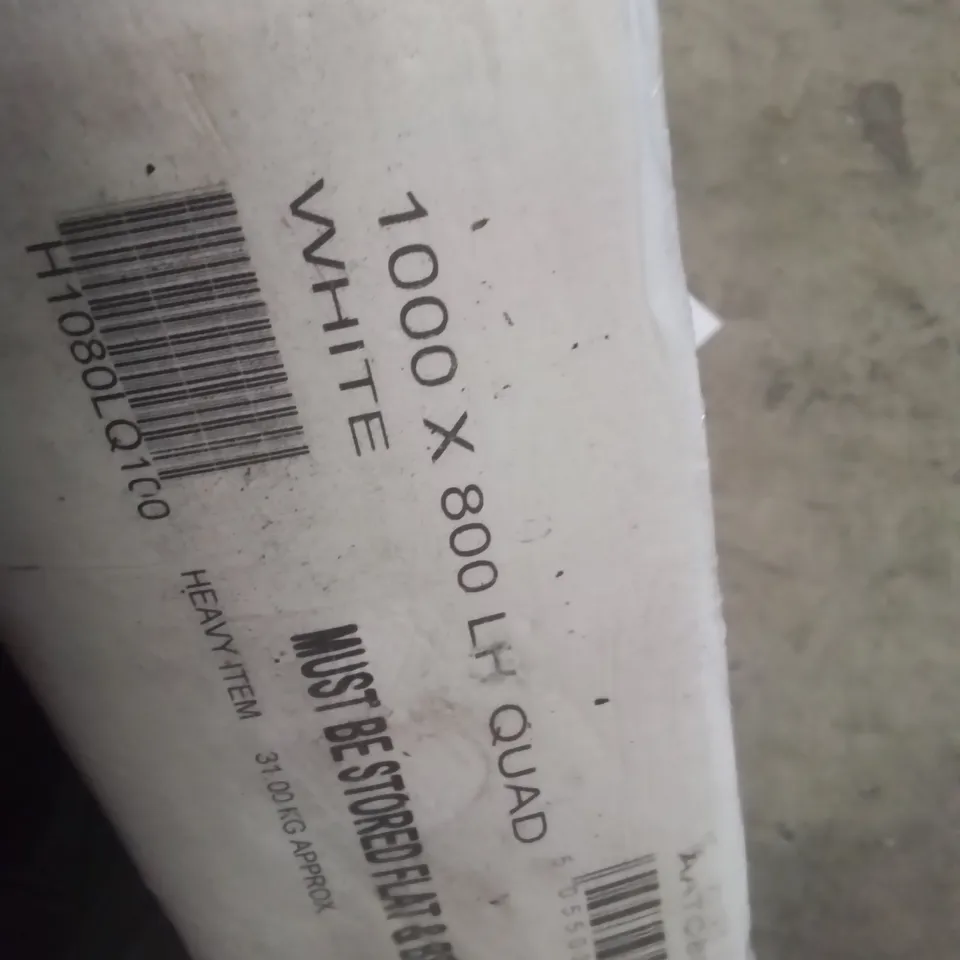 1000 X 800 LH QUAD
WHITE
H1080LQ100
MUST BE STORED FLAT &
HEAVY ITEM 31.00 KG APPROX